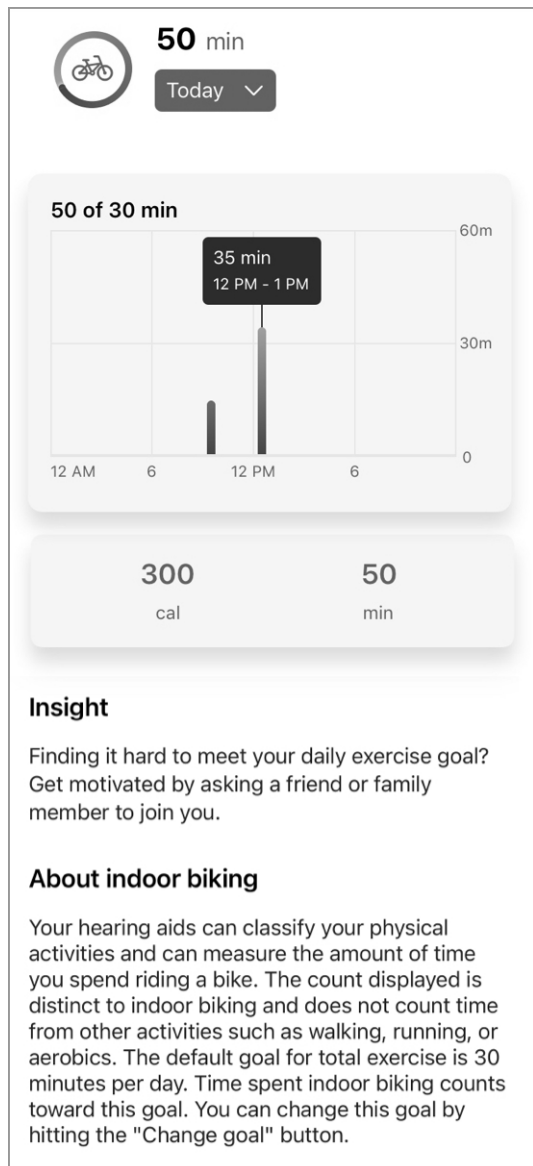 50 min
Today
50 of 30 min
60m
35 min
12 PM - 1 PM
30m
0
12 AM 6 12 PM 6
300 50
cal min
Insight
Finding it hard to meet your daily exercise goal?
Get motivated by asking a friend or family
member to join you.
About indoor biking
Your hearing aids can classify your physical
activities and can measure the amount of time
you spend riding a bike. The count displayed is
distinct to indoor biking and does not count time
from other activities such as walking, running, or
aerobics. The default goal for total exercise is 30
minutes per day. Time spent indoor biking counts
toward this goal. You can change this goal by
hitting the "Change goal" button.